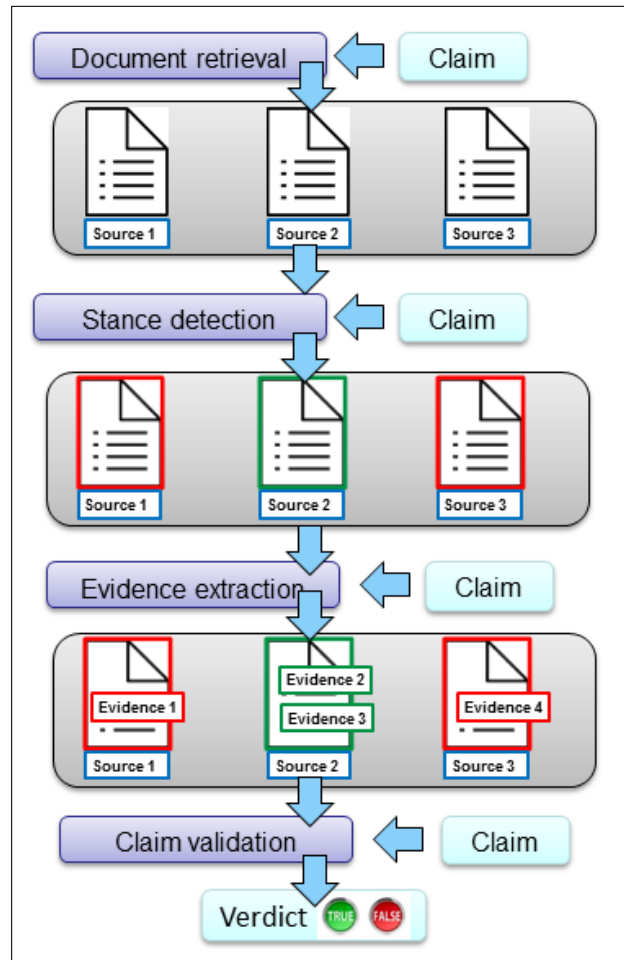 Document retrieval
Claim
Source 1
Source 2
Source 3
Stance detection
Claim
Source 1
Source 2
Source 3
Evidence extraction
Claim
Evidence 1
Evidence 2
Evidence 3
Evidence 4
Source 1
Source 2
Source 3
Claim validation
Claim
Verdict TRUE FALSE